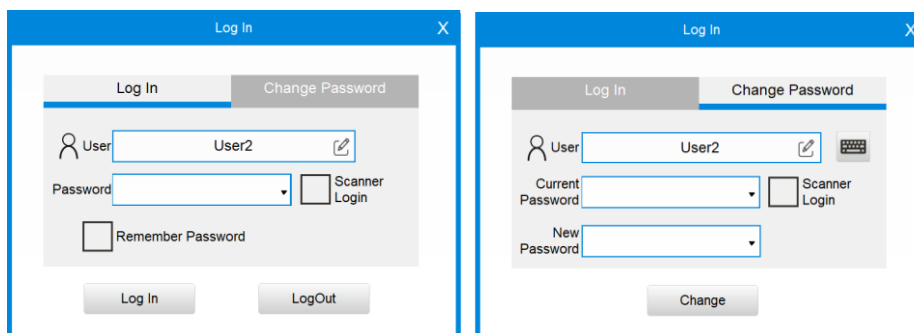 Log In X
Log In Change Password
User User2
Password Scanner Login
Remember Password
Log In LogOut
Log In X
Log In Change Password
User User2
Current Password Scanner Login
New Password
Change